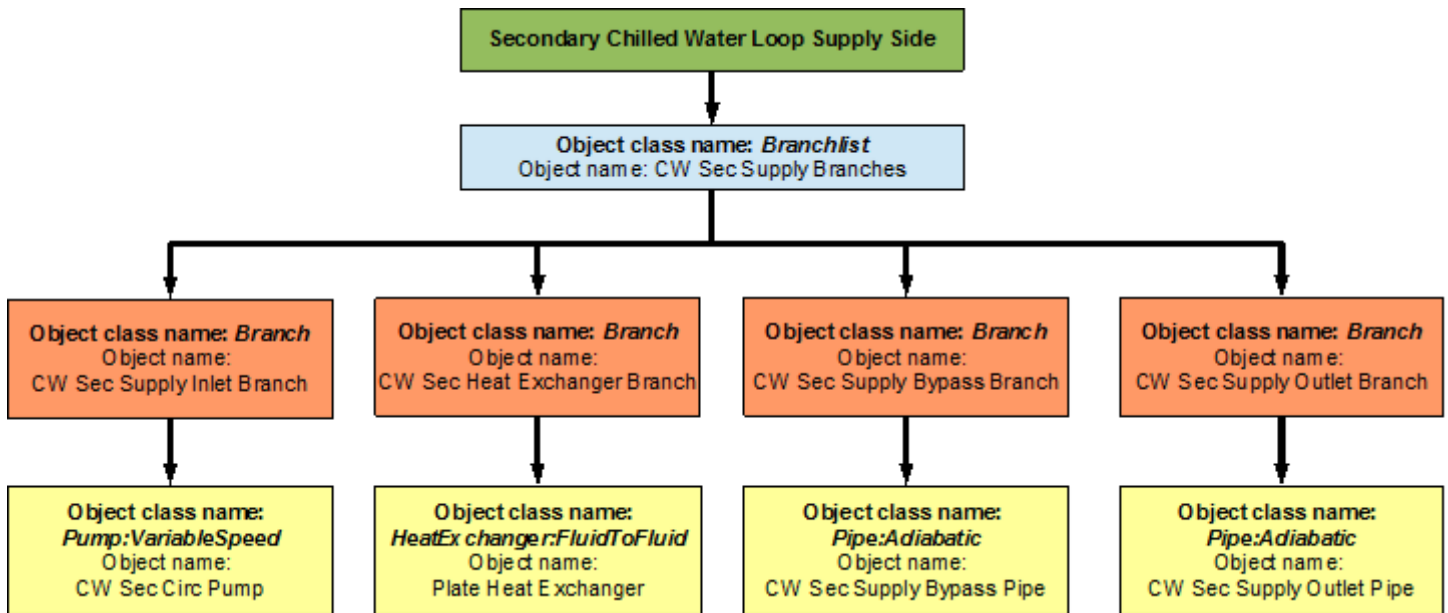 Secondary Chilled Water Loop Supply Side
Object class name: Branchlist
Object name: CW Sec Supply Branches
Object class name: Branch
Object name:
CW Sec Supply Inlet Branch
Object class name: Branch
Object name:
CW Sec Heat Exchanger Branch
Object class name: Branch
Object name:
CW Sec Supply Bypass Branch
Object class name: Branch
Object name:
CW Sec Supply Outlet Branch
Object class name:
Pump:VariableSpeed
Object name:
CW Sec Circ Pump
Object class name:
HeatExchanger:FluidToFluid
Object name:
Plate Heat Exchanger
Object class name:
Pipe:Adiabatic
Object name:
CW Sec Supply Bypass Pipe
Object class name:
Pipe:Adiabatic
Object name:
CW Sec Supply Outlet Pipe